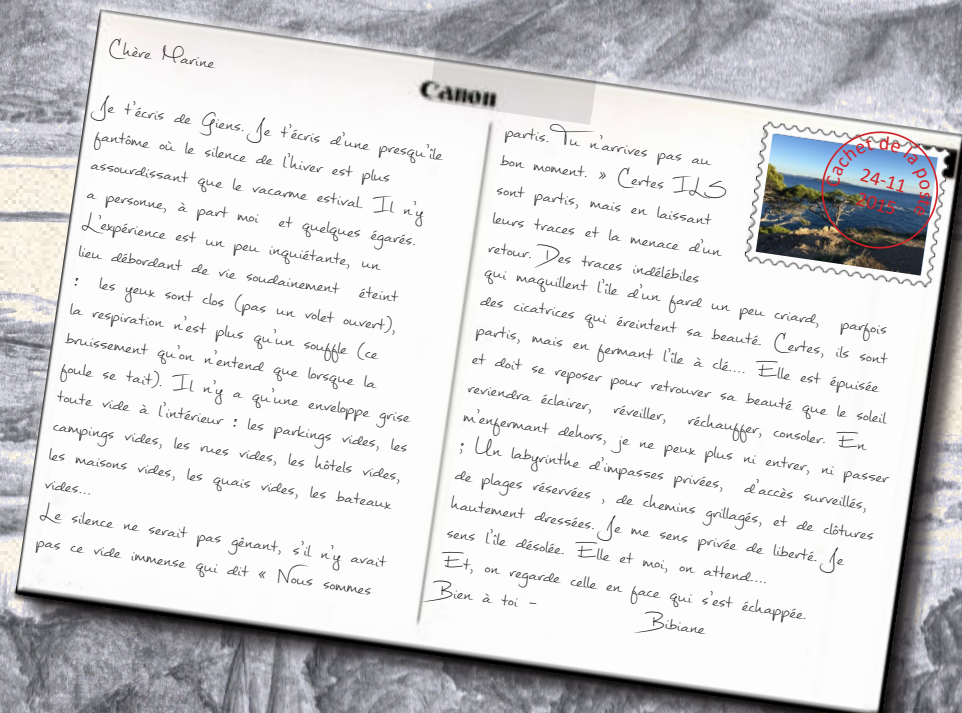 Chère Marine
Canon
Je t'écris de Giens. Je t'écris d'une presqu'île
fantôme où le silence de l'hiver est plus
assourdissant que le vacarme estival. Il n'y
a personne, à part moi et quelques égarés.
L'expérience est un peu inquiétante, un
lieu débordant de vie soudainement éteint
: les yeux sont clos (pas un volet ouvert),
la respiration n'est plus qu'un souffle (ce
bruissement qu'on n'entend que lorsque la
foule se tait). Il n'y a qu'une enveloppe grise
toute vide à l'intérieur : les parkings vides, les
campings vides, les rues vides, les hôtels vides,
les maisons vides, les quais vides, les bateaux
vides...
Le silence ne serait pas gênant, s'il n'y avait
pas ce vide immense qui dit « Nous sommes
partis. Tu n'arrives pas au
bon moment. » Certes ILS
sont partis, mais en laissant
leurs traces et la menace d'un
retour. Des traces indélébiles
qui maquillent l'île d'un fard un peu criard, parfois
des cicatrices qui éreintent sa beauté. Certes, ils sont
partis, mais en fermant l'île à clé.... Elle est épuisée
et doit se reposer pour retrouver sa beauté que le soleil
reviendra éclairer, réveiller, réchauffer, consoler. En
m'enfermant dehors, je ne peux plus ni entrer, ni passer
; Un labyrinthe d'impasses privées, d'accès surveillés,
de plages réservées , de chemins grillagés, et de clôtures
hautement dressées. Je me sens privée de liberté. Je
sens l'île désolée. Elle et moi, on attend....
Et, on regarde celle en face qui s'est échappée.
Bien à toi -
Bibiane
Cachet de la poste
24-11
2015